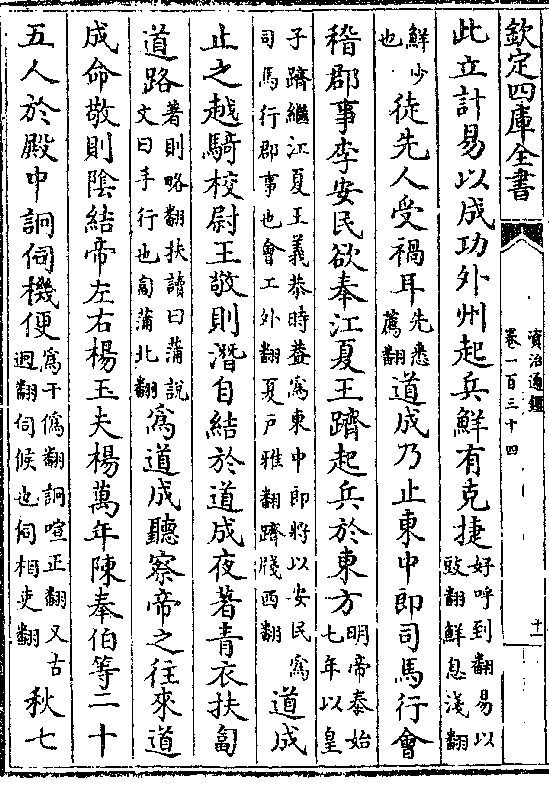 欽定四庫全書
資治通鑑
卷一百三十四
十一
此立計易以成功外州起兵鮮有克捷好呼到翻易以豉翻鮮息淺翻
鮮少也徒先人受禍耳先悉薦翻道成乃止東中郎司馬行會
稽郡事李安民欲奉江夏王躋起兵於東方明帝泰始七年以皇
子躋繼江夏王義恭時葢為東中郎將以安民為司馬行郡事也會工外翻夏戶雅翻躋牋西翻道成
止之越騎校尉王敬則潛自結於道成夜著青衣扶匐
道路著則略翻扶讀曰蒲說文曰手行也匐蒲北翻為道成聽察帝之往來道
成命敬則陰結帝左右楊玉夫楊萬年陳奉伯等二十
五人於殿中詗伺機便為于偽翻詗喧正翻又古迥翻伺候也伺相吏翻秋七